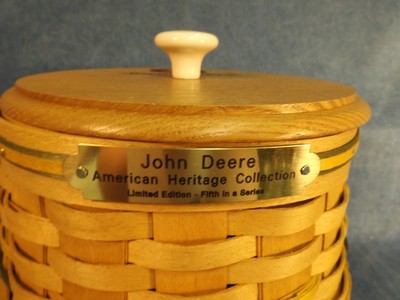 John Deere
American Heritage Collection
Limited Edition - Fifth in a Series